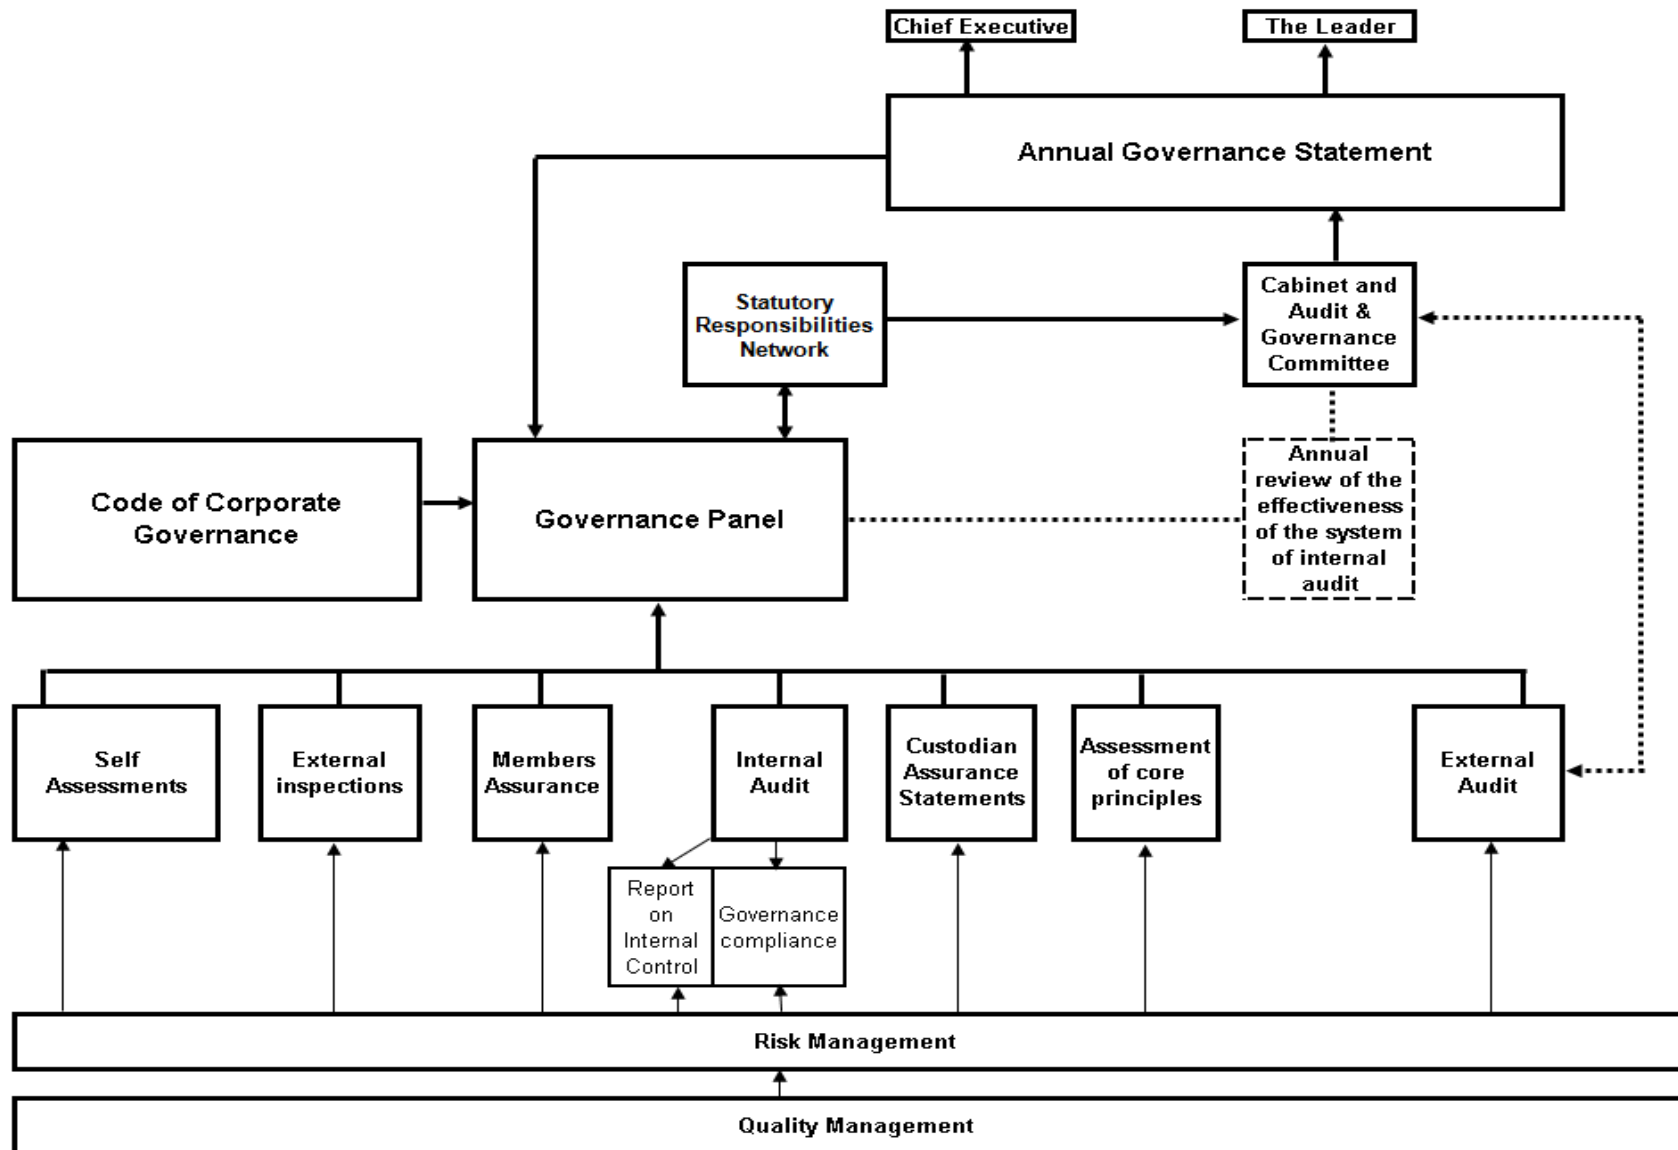 Chief Executive
The Leader
Annual Governance Statement
Statutory
Responsibilities
Network
Cabinet and
Audit &
Governance
Committee
Code of Corporate
Governance
Governance Panel
Annual
review of the
effectiveness
of the system
of internal
audit
Self
Assessments
External
inspections
Members
Assurance
Internal
Audit
Custodian
Assurance
Statements
Assessment
of core
principles
External
Audit
Report
on
Internal
Control
Governance
compliance
Risk Management
Quality Management